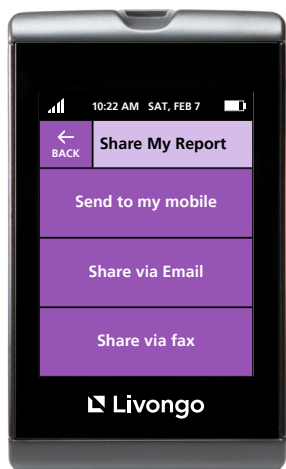 10:22 AM SAT, FEB 7
BACK
Share My Report
Send to my mobile
Share via Email
Share via fax
Livongo